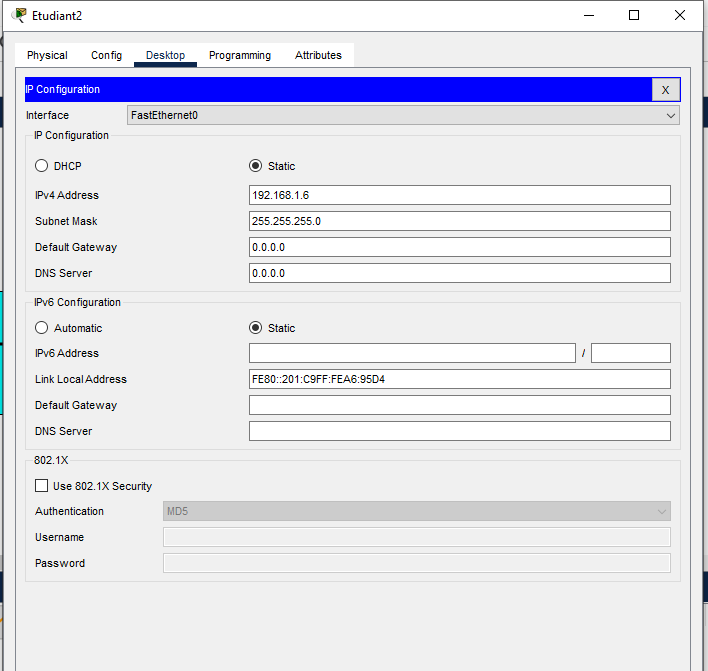 Etudiant2
Physical Config Desktop Programming Attributes
IP Configuration X
Interface FastEthernet0
IP Configuration
DHCP Static
IPv4 Address 192.168.1.6
Subnet Mask 255.255.255.0
Default Gateway 0.0.0.0
DNS Server 0.0.0.0
IPv6 Configuration
Automatic Static
IPv6 Address /
Link Local Address FE80::201:C9FF:FEA6:95D4
Default Gateway
DNS Server
802.1X
Use 802.1X Security
Authentication MD5
Username
Password